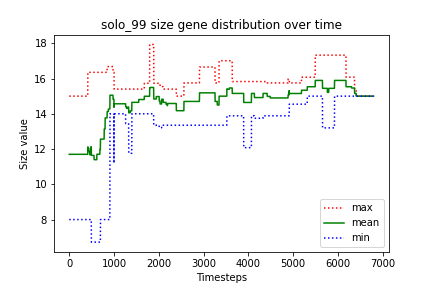 solo_99 size gene distribution over time
18
16
14
12
10
8
Size value
max
mean
min
0 1000 2000 3000 4000 5000 6000 7000
Timesteps